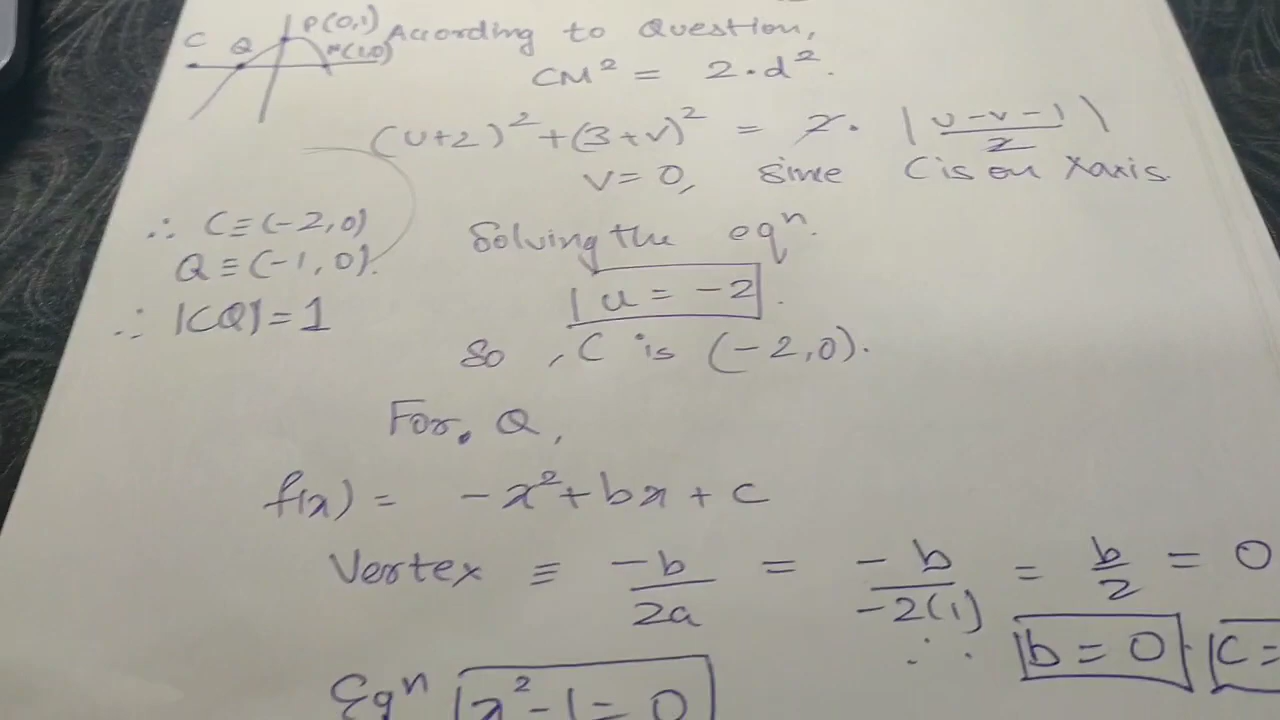 P(0,1)
C Q M(1,0)
According to Question,
CM² = 2·d².
(u+2)² + (3+v)² = 2· |u-v-1| / 2
v=0, since C is on X axis.
∴ C≡(-2,0)
Q≡(-1,0).
∴ |CQ|=1
Solving the eqⁿ.
u = -2.
So, C is (-2,0).
For, Q,
f(x) = -x²+bx+c
Vertex ≡ -b/2a = -b/-2(1) = b/2 = 0
∴ b=0. c=
Eqⁿ x²-1=0